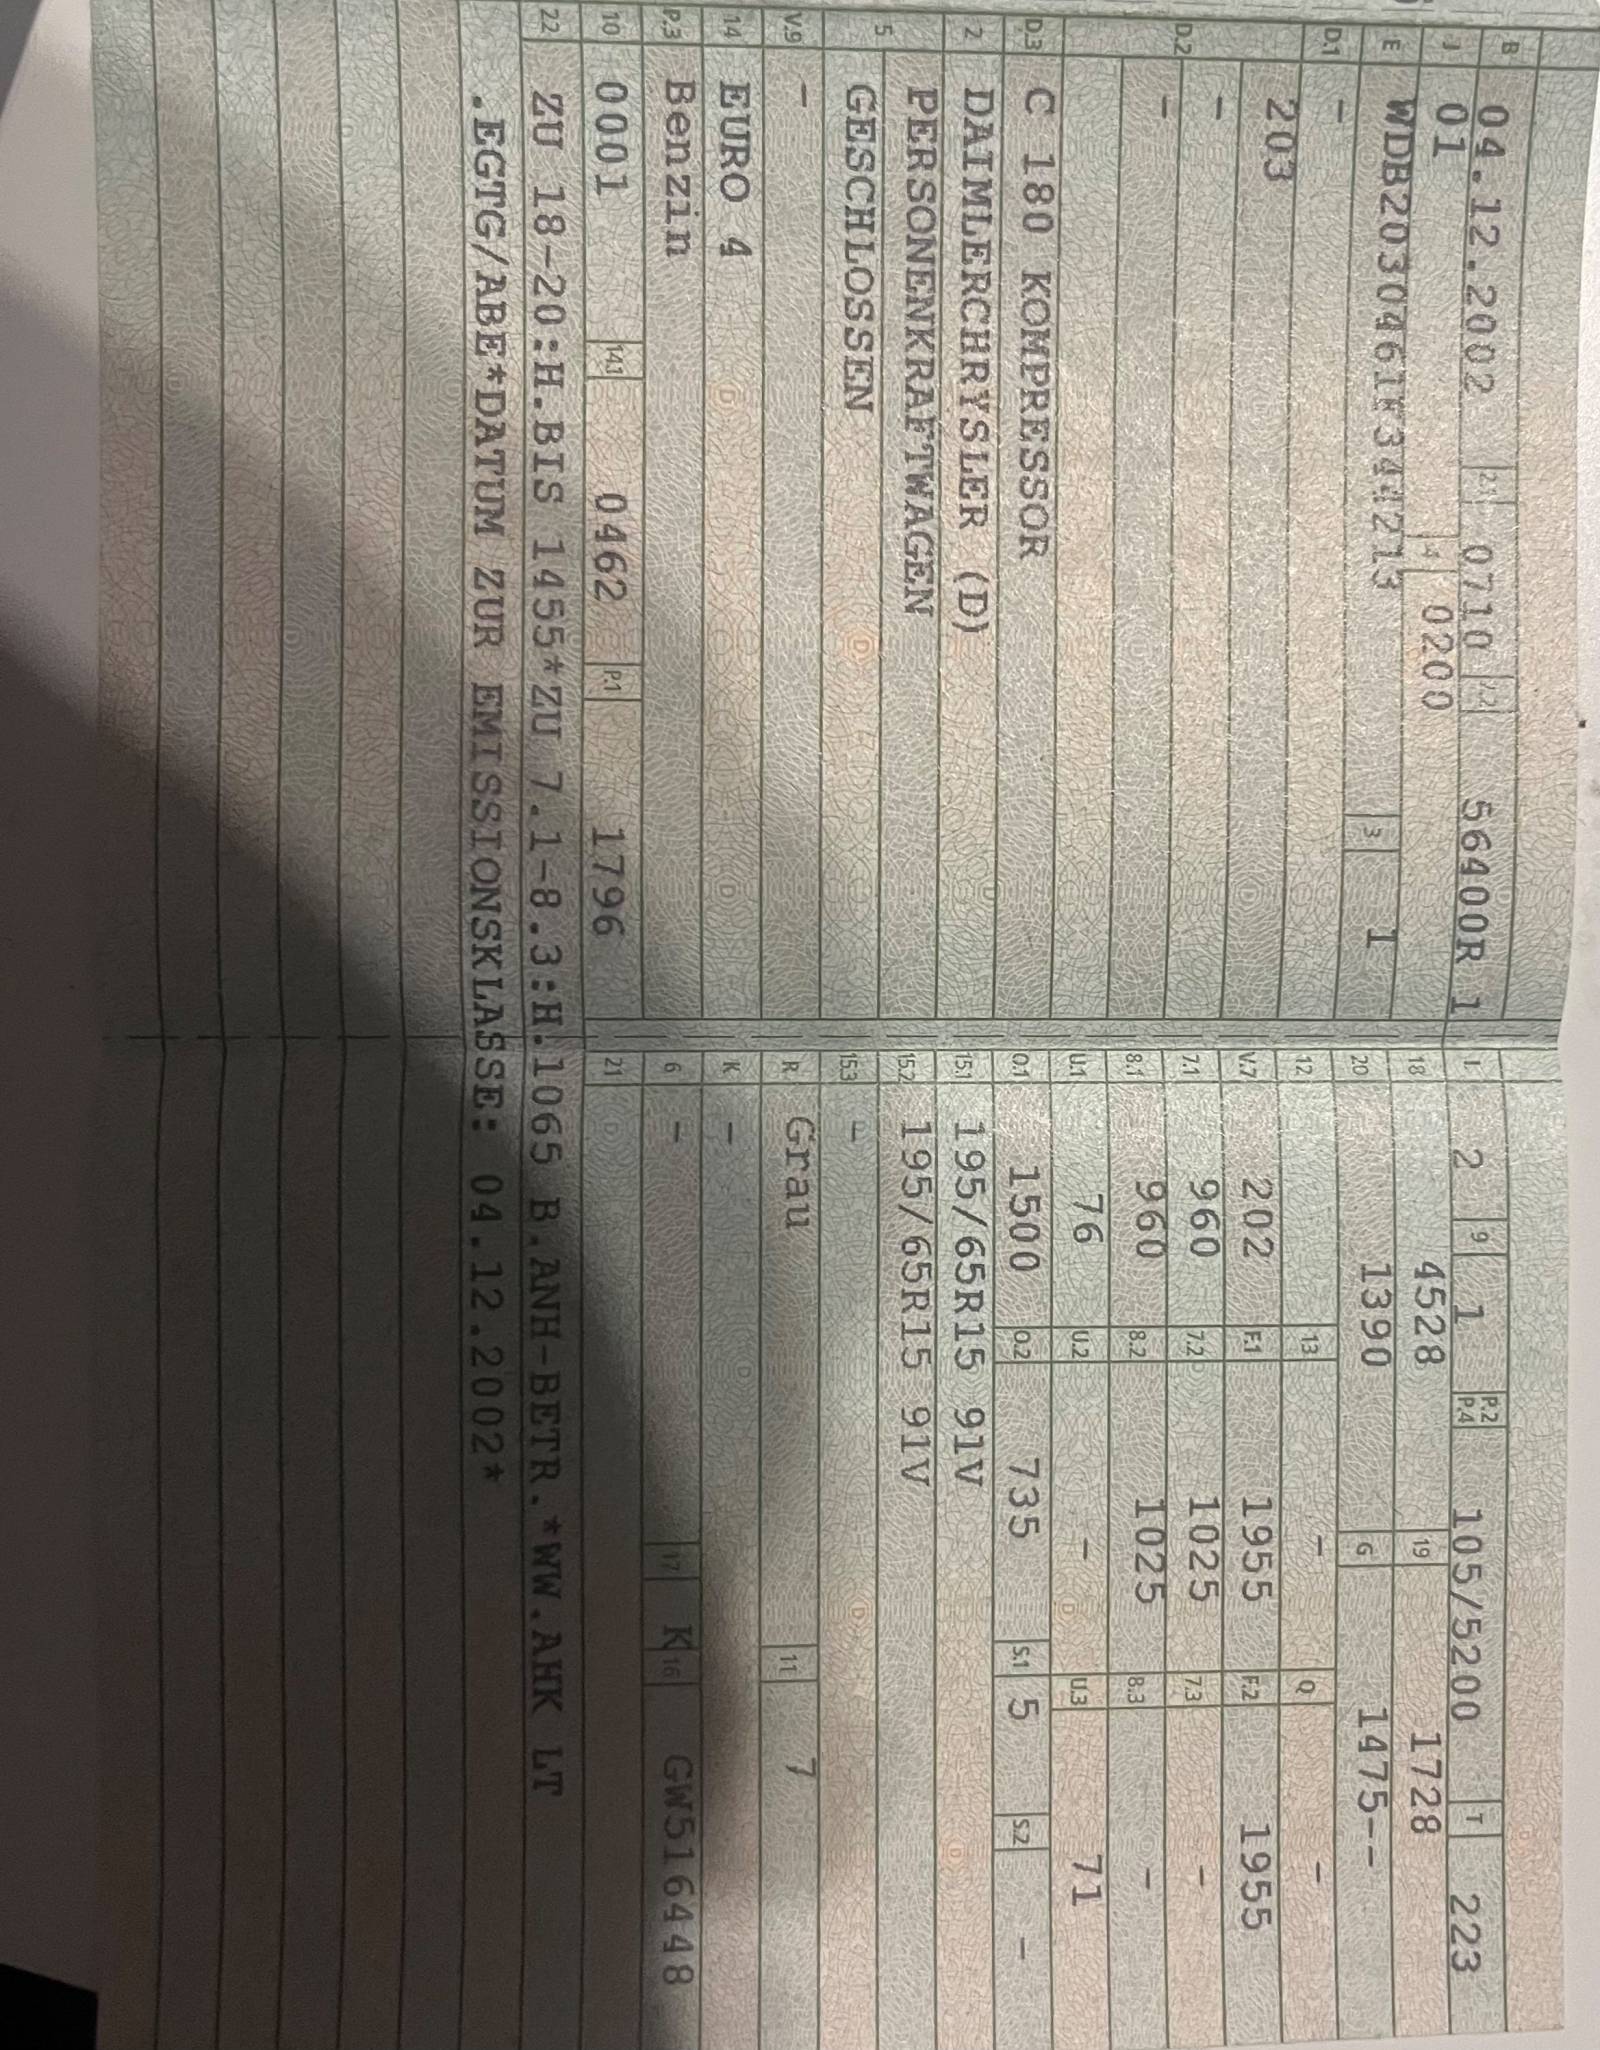 B 04.12.2002 2.1 0710 2.2 56400R 1
J 01 4 0200
E 3 1
D.1 -
D.2 203
-
-
D.3 C 180 KOMPRESSOR
2 DAIMLERCHRYSLER (D)
5 PERSONENKRAFTWAGEN
GESCHLOSSEN
V.9 -
14 EURO 4
P.3 Benzin
10 0001 14.1 0462 P.1 1796
L 2 9 1 P.2 P.4 105/5200 T 223
18 4528 19 1728
20 1390 G 1475--
12 13 - Q -
V.7 202 F.1 1955 F.2 1955
7.1 960 7.2 1025 7.3 -
8.1 960 8.2 1025 8.3 -
U.1 76 U.2 - U.3 71
O.1 1500 O.2 735 S.1 5 S.2 -
15.1 195/65R15 91V
15.2 195/65R15 91V
15.3 -
R Grau 11 7
K -
6 - 17 K 16 GW516448
21
22 ZU 18-20:H.BIS 1455*ZU 7.1-8.3:H.1065 B.ANH-BETR.*WW.AHK LT
.EGTG/ABE*DATUM ZUR EMISSIONSKLASSE: 04.12.2002*